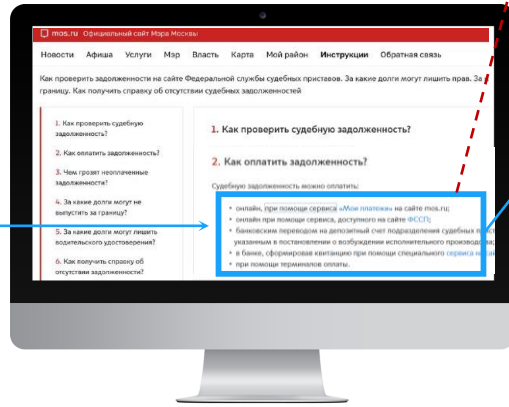 mos.ru Официальный сайт Мэра Москвы
Новости Афиша Услуги Мэр Власть Карта Мой район Инструкции Обратная связь
Как проверить задолженности на сайте Федеральной службы судебных приставов. За какие долги могут лишить прав. За
границу. Как получить справку об отсутствии судебных задолженностей
1. Как проверить судебную
задолженность?
2. Как оплатить задолженность?
3. Чем грозят неоплаченные
задолженности?
4. За какие долги могут не
выпустить за границу?
5. За какие долги могут лишить
водительского удостоверения?
6. Как получить справку об
отсутствии задолженности?
1. Как проверить судебную задолженность?
2. Как оплатить задолженность?
Судебную задолженность можно оплатить:
• онлайн, при помощи сервиса «Мои платежи» на сайте mos.ru;
• онлайн при помощи сервиса, доступного на сайте ФССП;
• банковским переводом на депозитный счет подразделения судебных
указанным в постановлении о возбуждении исполнительного производства;
• в банке, сформировав квитанцию при помощи специального сервиса
• при помощи терминалов оплаты.